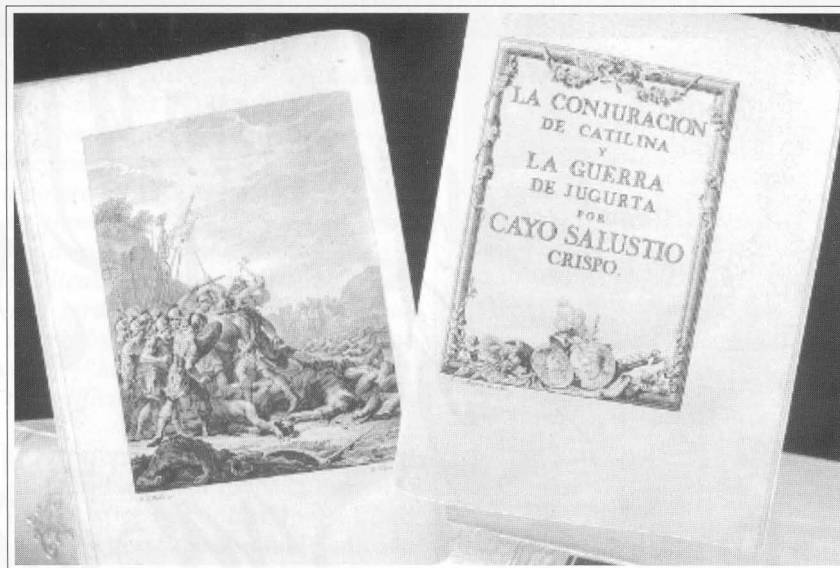 LA CONJURACION
DE CATILINA
Y
LA GUERRA
DE JUGURTA
POR
CAYO SALUSTIO
CRISPO.